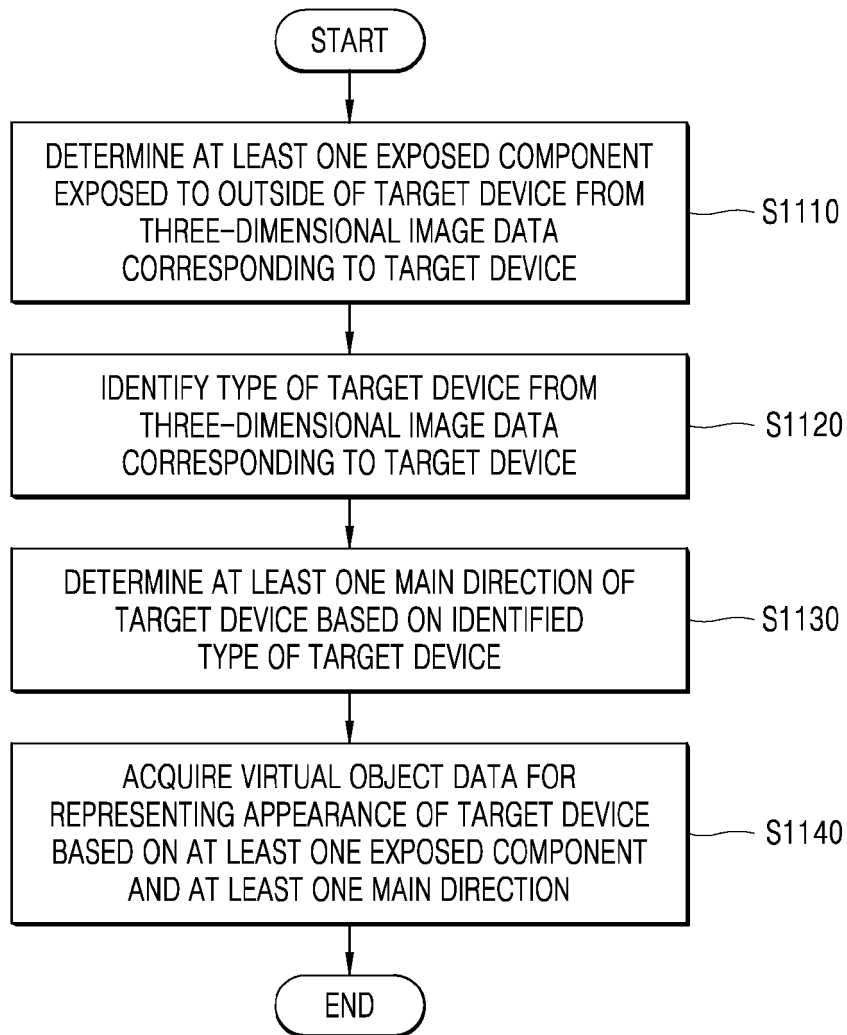 START
DETERMINE AT LEAST ONE EXPOSED COMPONENT
EXPOSED TO OUTSIDE OF TARGET DEVICE FROM
THREE-DIMENSIONAL IMAGE DATA
CORRESPONDING TO TARGET DEVICE
S1110
IDENTIFY TYPE OF TARGET DEVICE FROM
THREE-DIMENSIONAL IMAGE DATA
CORRESPONDING TO TARGET DEVICE
S1120
DETERMINE AT LEAST ONE MAIN DIRECTION OF
TARGET DEVICE BASED ON IDENTIFIED
TYPE OF TARGET DEVICE
S1130
ACQUIRE VIRTUAL OBJECT DATA FOR
REPRESENTING APPEARANCE OF TARGET DEVICE
BASED ON AT LEAST ONE EXPOSED COMPONENT
AND AT LEAST ONE MAIN DIRECTION
S1140
END